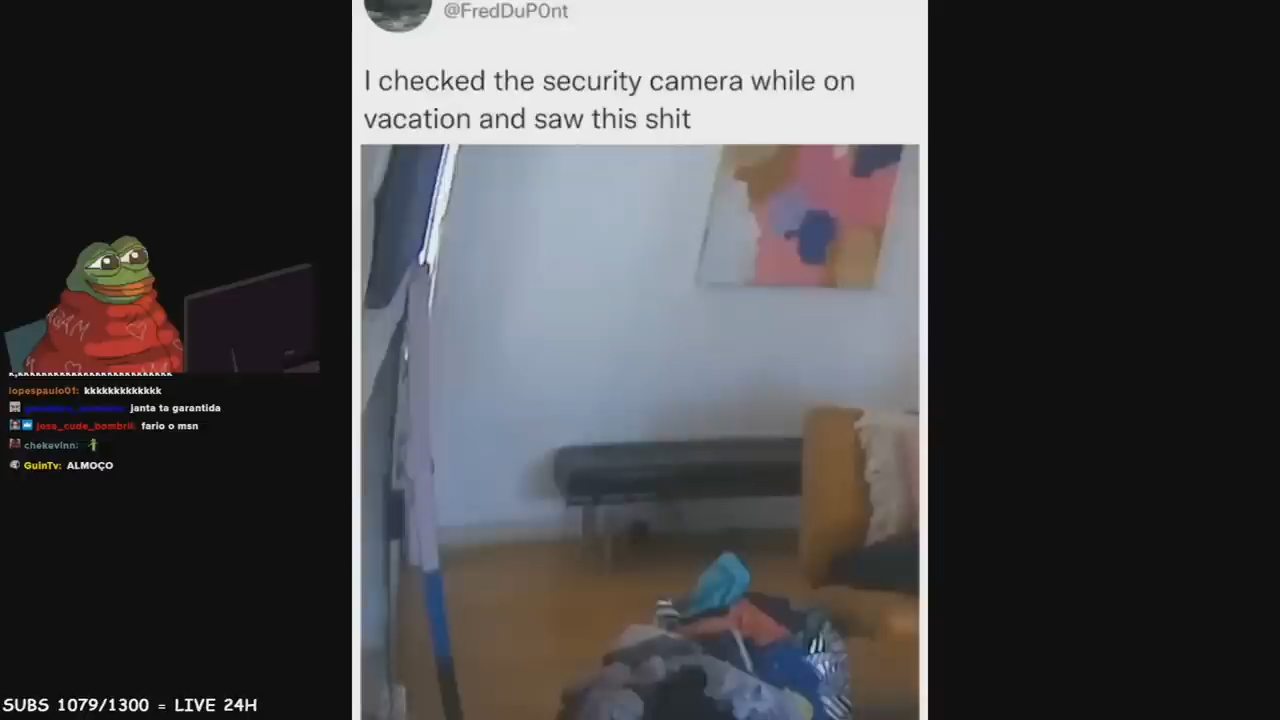 @FredDuP0nt
I checked the security camera while on
vacation and saw this shit
lopespaulo01: kkkkkkkkkkkkk
janta ta garantida
jose_cude_bombril: fario o msn
chekevinn:
GuinTv: ALMOÇO
SUBS 1079/1300 = LIVE 24H